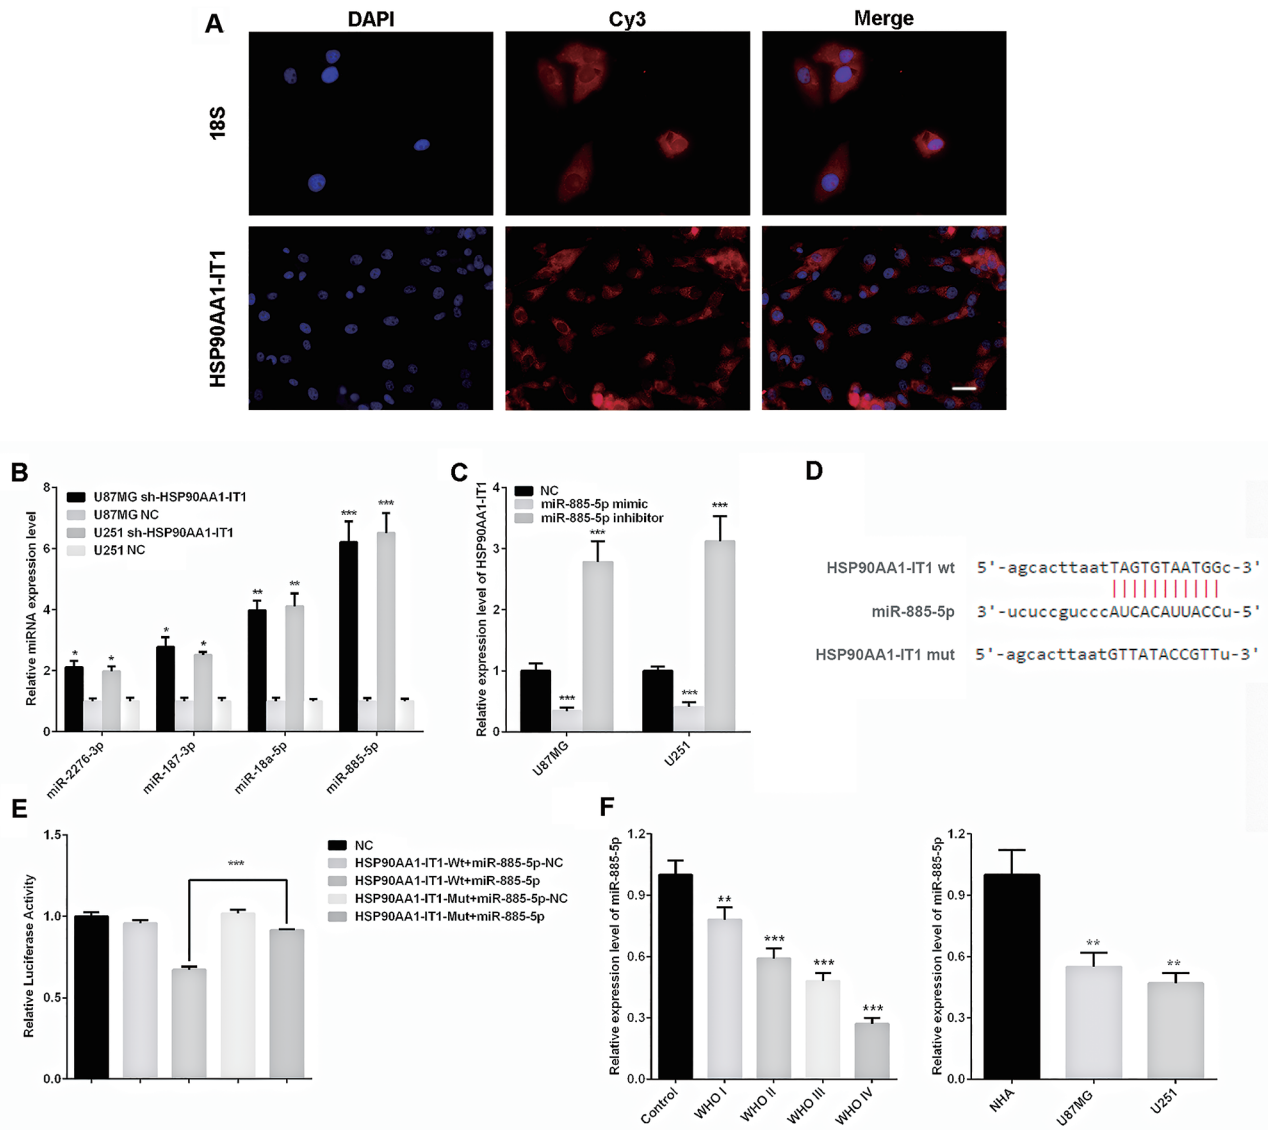 A
DAPI
Cy3
Merge
18S
HSP90AA1-IT1
B
Relative miRNA expression level
8
6
4
2
0
U87MG sh-HSP90AA1-IT1
U87MG NC
U251 sh-HSP90AA1-IT1
U251 NC
* * * * ** ** *** ***
miR-2276-3p
miR-187-3p
miR-18a-5p
miR-885-5p
C
Relative expression level of HSP90AA1-IT1
4
3
2
1
0
NC
miR-885-5p mimic
miR-885-5p inhibitor
*** *** *** ***
U87MG
U251
D
HSP90AA1-IT1 wt 5'-agcacttaatTAGTGTAATGGc-3'
miR-885-5p 3'-ucuccgucccAUCACAUUACCu-5'
HSP90AA1-IT1 mut 5'-agcacttaatGTTATACCGTTu-3'
E
Relative Luciferase Activity
1.5
1.0
0.5
0.0
***
NC
HSP90AA1-IT1-Wt+miR-885-5p-NC
HSP90AA1-IT1-Wt+miR-885-5p
HSP90AA1-IT1-Mut+miR-885-5p-NC
HSP90AA1-IT1-Mut+miR-885-5p
F
Relative expression level of miR-885-5p
1.2
0.9
0.6
0.3
0.0
** *** *** ***
Control
WHO I
WHO II
WHO III
WHO IV
Relative expression level of miR-885-5p
1.2
0.9
0.6
0.3
0.0
** **
NHA
U87MG
U251